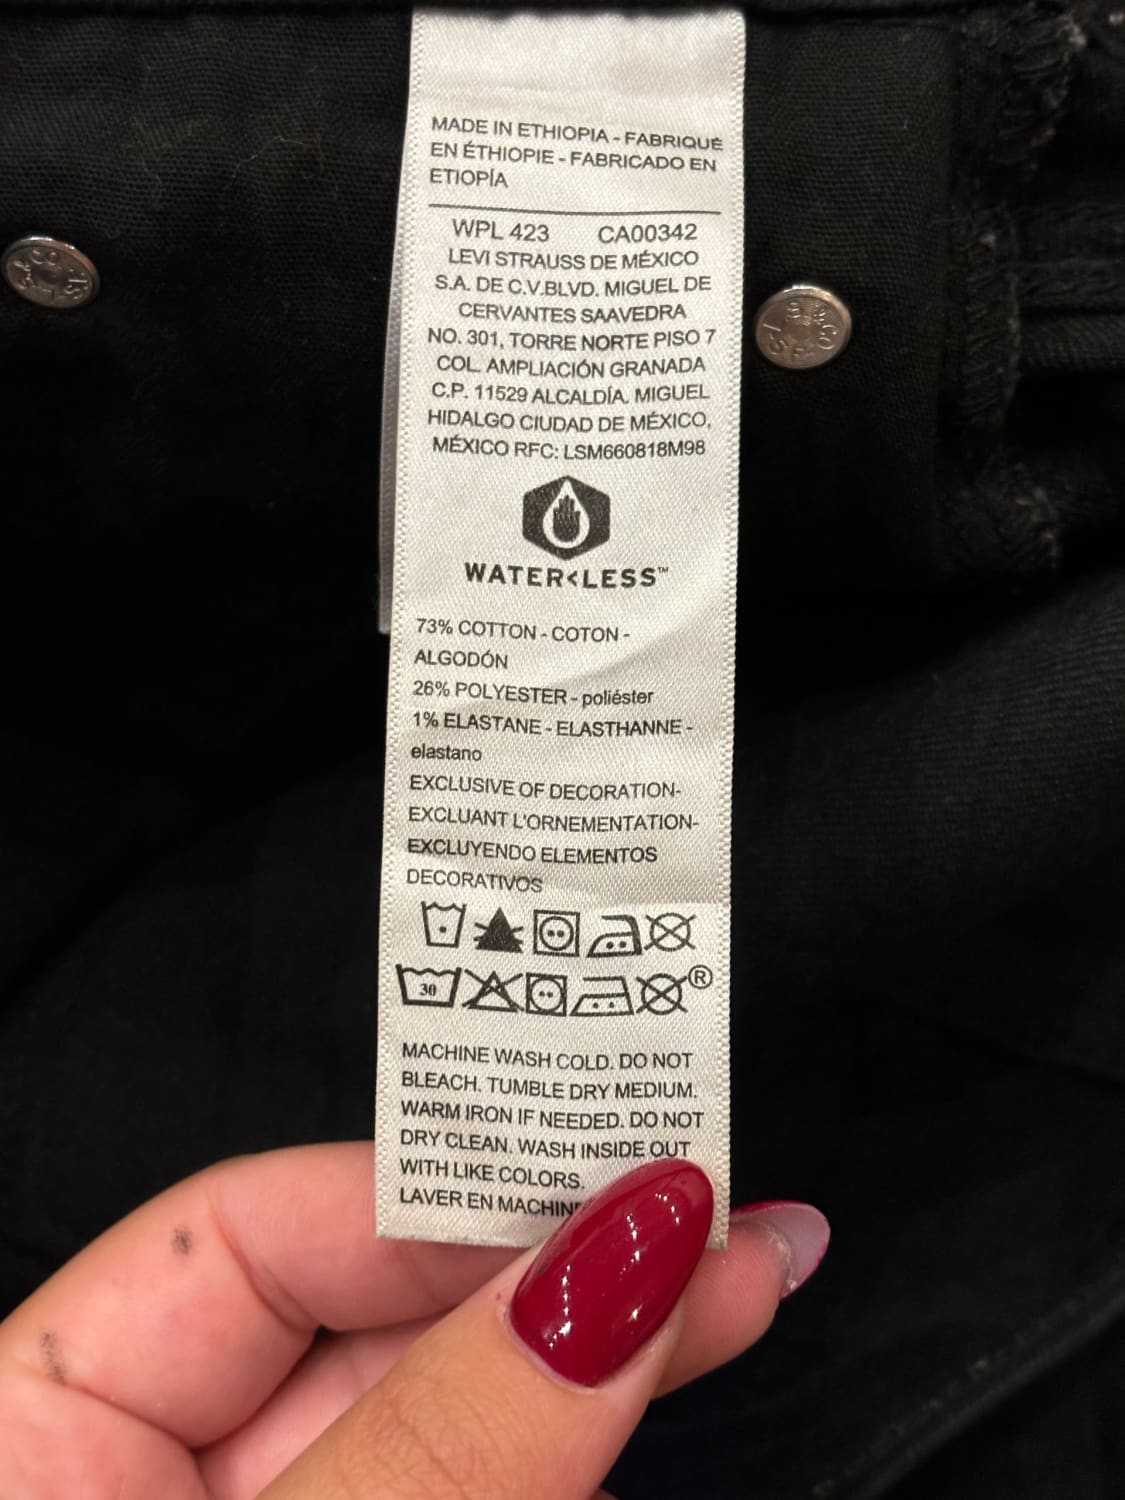 MADE IN ETHIOPIA - FABRIQUÉ
EN ÉTHIOPIE - FABRICADO EN
ETIOPÍA
WPL 423 CA00342
LEVI STRAUSS DE MÉXICO
S.A. DE C.V.BLVD. MIGUEL DE
CERVANTES SAAVEDRA
NO. 301, TORRE NORTE PISO 7
COL. AMPLIACIÓN GRANADA
C.P. 11529 ALCALDÍA. MIGUEL
HIDALGO CIUDAD DE MÉXICO,
MÉXICO RFC: LSM660818M98
WATER<LESS™
73% COTTON - COTON -
ALGODÓN
26% POLYESTER - poliéster
1% ELASTANE - ELASTHANNE -
elastano
EXCLUSIVE OF DECORATION-
EXCLUANT L'ORNEMENTATION-
EXCLUYENDO ELEMENTOS
DECORATIVOS
30 ®
MACHINE WASH COLD. DO NOT
BLEACH. TUMBLE DRY MEDIUM.
WARM IRON IF NEEDED. DO NOT
DRY CLEAN. WASH INSIDE OUT
WITH LIKE COLORS.
LAVER EN MACHINE